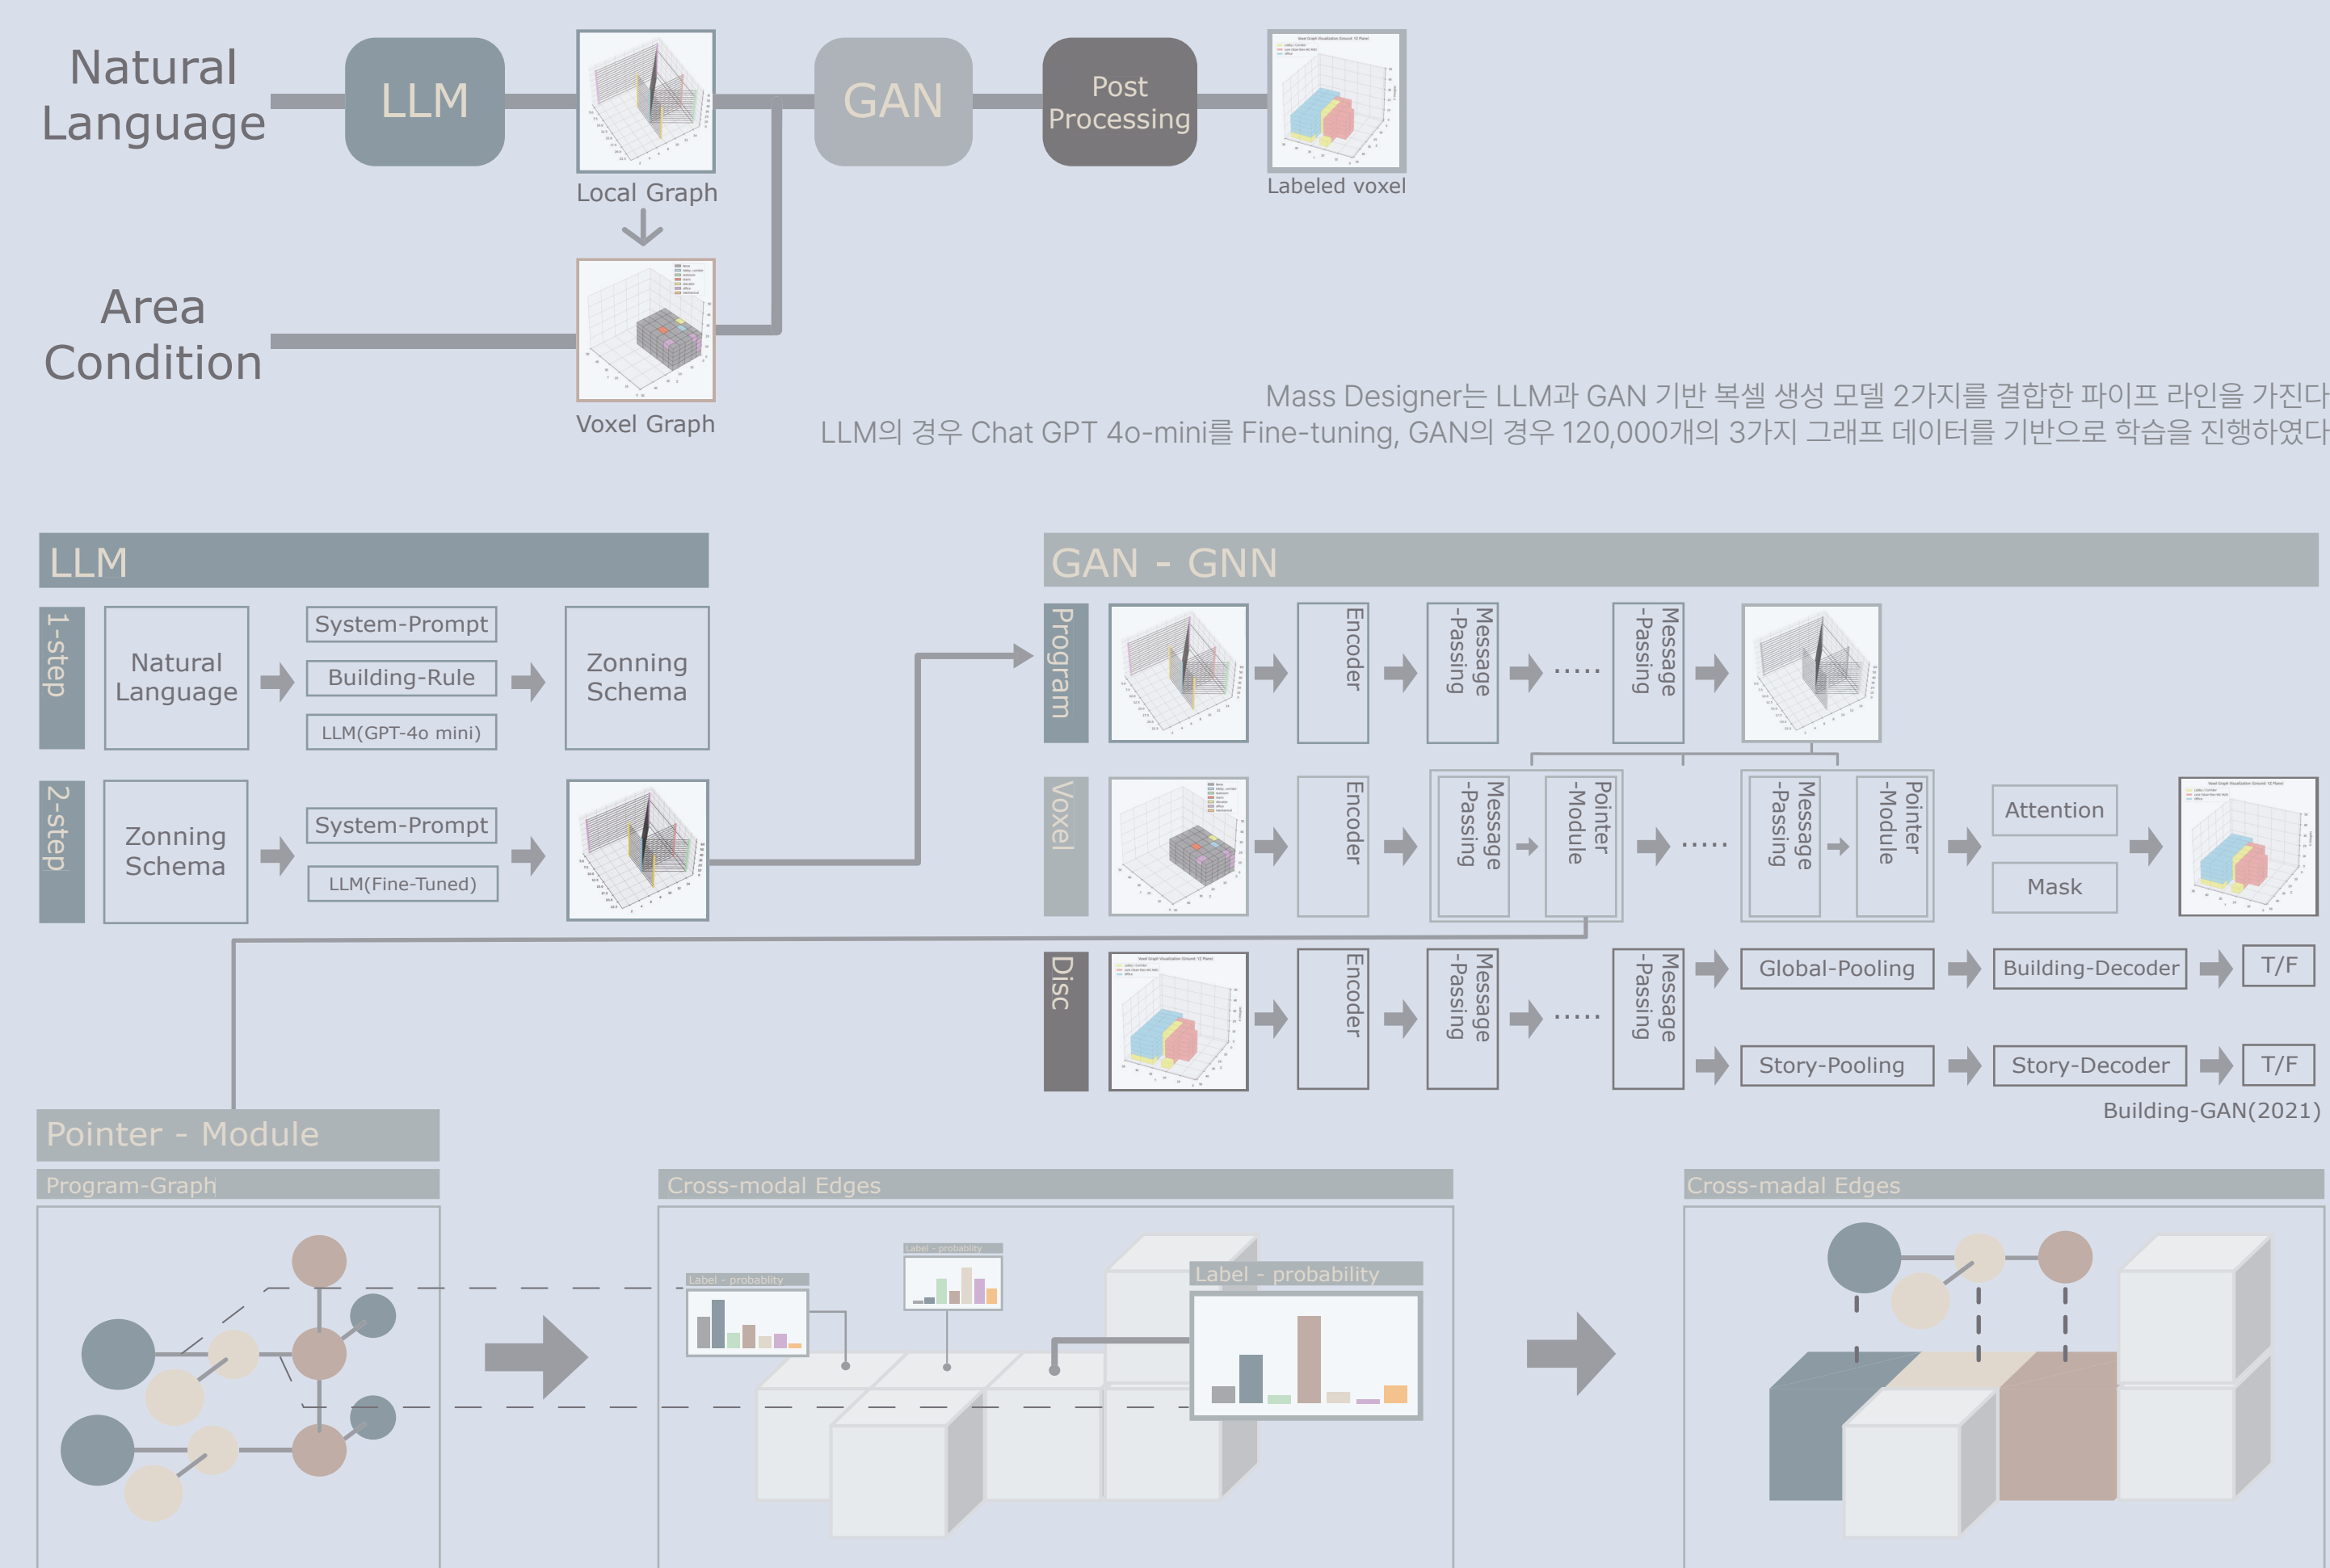 Natural
Language
LLM
GAN
Post
Processing
Local Graph
Labeled voxel
Area
Condition
Voxel Graph
Mass Designer는 LLM과 GAN 기반 복셀 생성 모델 2가지를 결합한 파이프 라인을 가진다
LLM의 경우 Chat GPT 4o-mini를 Fine-tuning, GAN의 경우 120,000개의 3가지 그래프 데이터를 기반으로 학습을 진행하였다
LLM
1-step
Natural
Language
System-Prompt
Building-Rule
LLM(GPT-4o mini)
Zonning
Schema
2-step
Zonning
Schema
System-Prompt
LLM(Fine-Tuned)
GAN - GNN
Program
Encoder
Message
-Passing
.....
Message
-Passing
Voxel
Encoder
Message
-Passing
Pointer
-Module
.....
Message
-Passing
Pointer
-Module
Attention
Mask
Disc
Encoder
Message
-Passing
.....
Message
-Passing
Global-Pooling
Building-Decoder
T/F
Story-Pooling
Story-Decoder
T/F
Building-GAN(2021)
Pointer - Module
Program-Graph
Cross-modal Edges
Label - probablity
Label - probablity
Label - probability
Cross-madal Edges